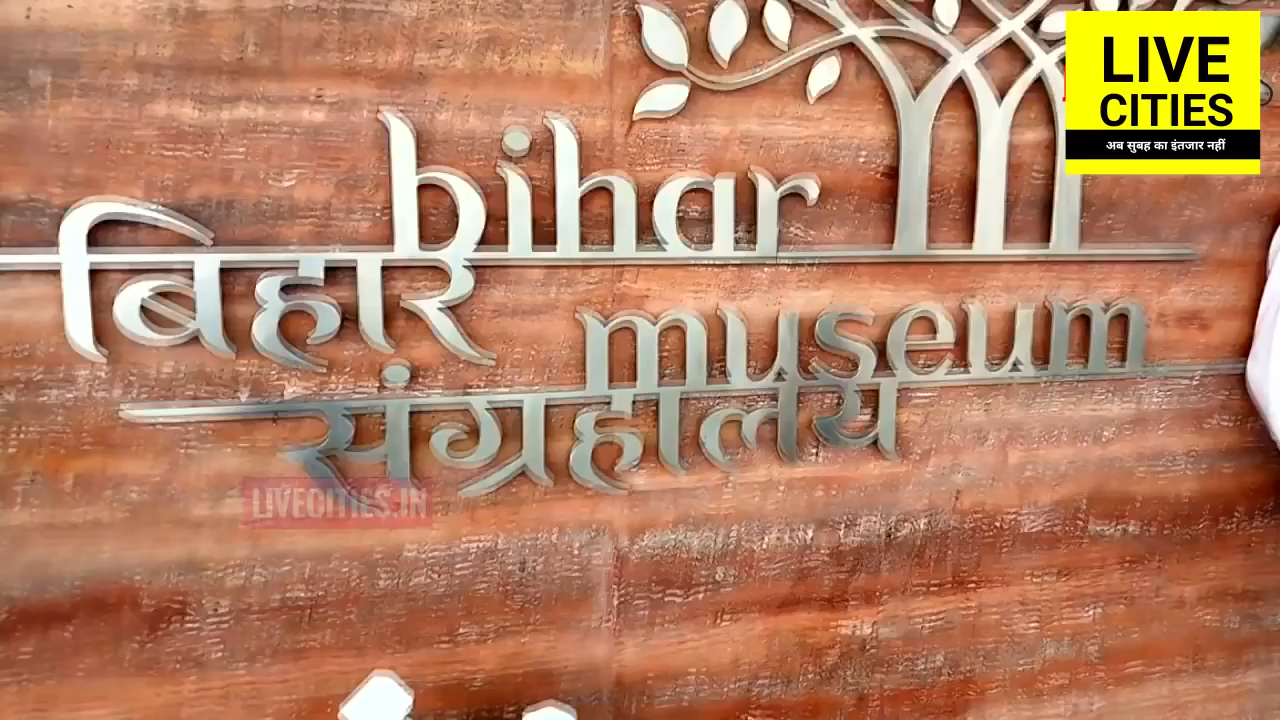 LIVE
CITIES
अब सुबह का इंतजार नहीं
bihar
बिहार
museum
संग्रहालय
LIVECITIES.IN